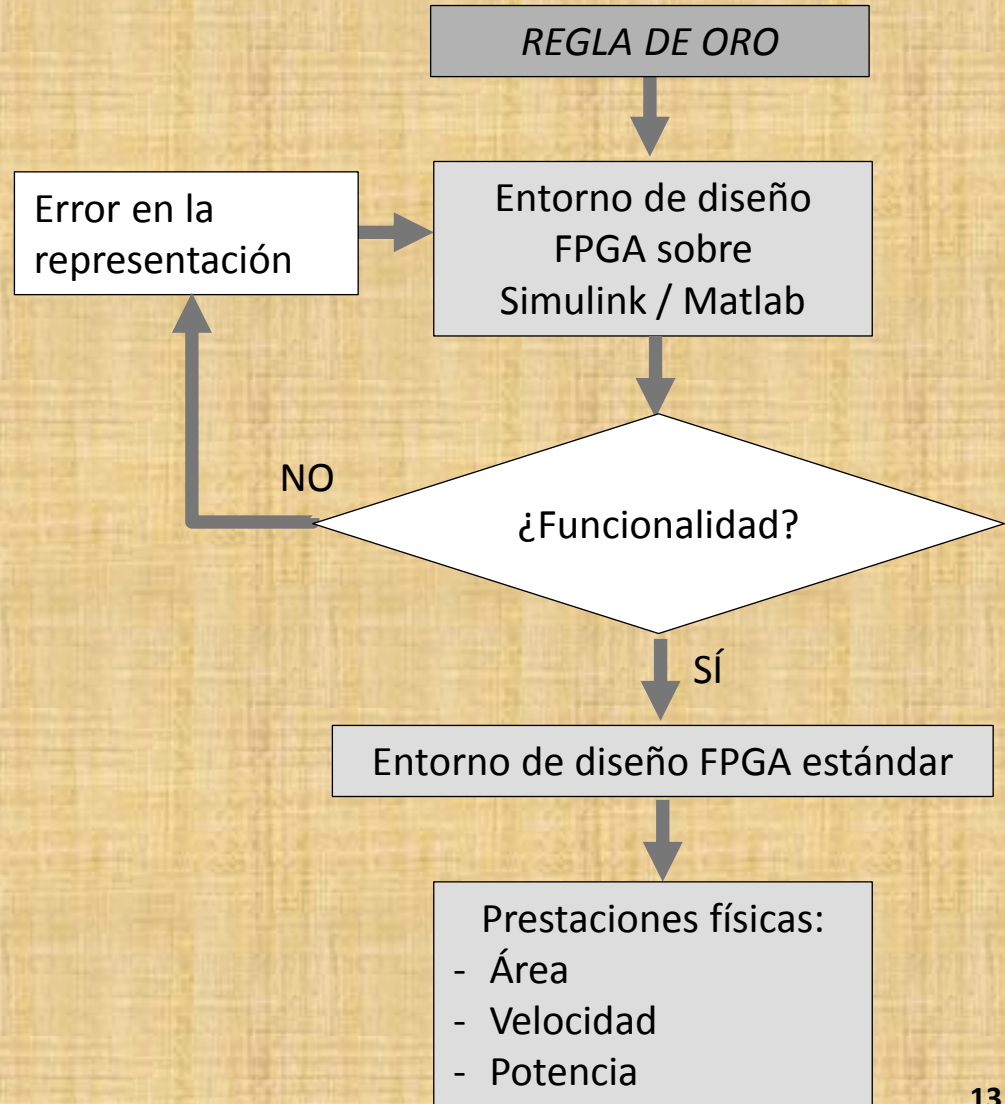 REGLA DE ORO
Error en la
representación
Entorno de diseño
FPGA sobre
Simulink / Matlab
NO
¿Funcionalidad?
SÍ
Entorno de diseño FPGA estándar
Prestaciones físicas:
- Área
- Velocidad
- Potencia
13